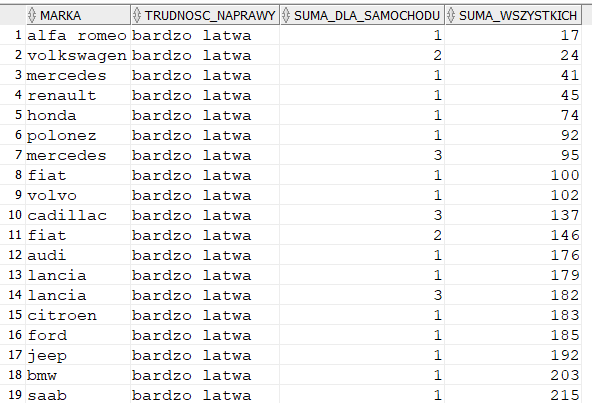 MARKA TRUDNOSC_NAPRAWY SUMA_DLA_SAMOCHODU SUMA_WSZYSTKICH
1 alfa romeo bardzo latwa 1 17
2 volkswagen bardzo latwa 2 24
3 mercedes bardzo latwa 1 41
4 renault bardzo latwa 1 45
5 honda bardzo latwa 1 74
6 polonez bardzo latwa 1 92
7 mercedes bardzo latwa 3 95
8 fiat bardzo latwa 1 100
9 volvo bardzo latwa 1 102
10 cadillac bardzo latwa 3 137
11 fiat bardzo latwa 2 146
12 audi bardzo latwa 1 176
13 lancia bardzo latwa 1 179
14 lancia bardzo latwa 3 182
15 citroen bardzo latwa 1 183
16 ford bardzo latwa 1 185
17 jeep bardzo latwa 1 192
18 bmw bardzo latwa 1 203
19 saab bardzo latwa 1 215